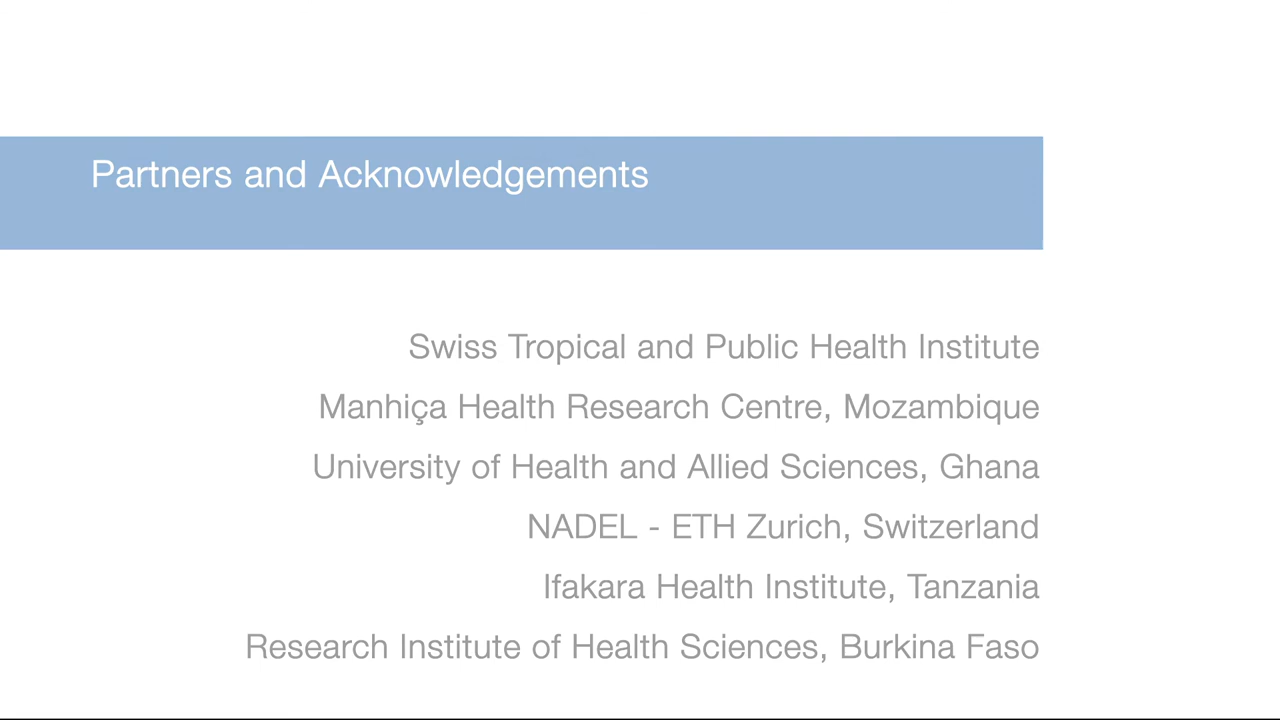 Partners and Acknowledgements
Swiss Tropical and Public Health Institute
Manhiça Health Research Centre, Mozambique
University of Health and Allied Sciences, Ghana
NADEL - ETH Zurich, Switzerland
Ifakara Health Institute, Tanzania
Research Institute of Health Sciences, Burkina Faso